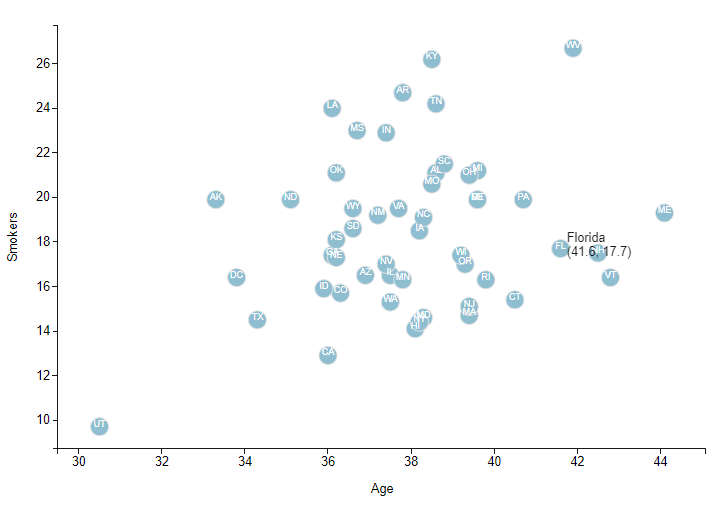 WV
KY
26
AR
TN
24
LA
MS
IN
22
SC
OK
AL
MI
OH
MO
20
AK
ND
PA
WY
VA
NM
NC
ME
SD
IA
18
KS
Florida
FL
(41.6, 17.7)
NE
WI
NV
OR
DC
AZ
IL
MN
RI
VT
16
ID
CO
WA
CT
NJ
TX
MD
MA
HI
14
CA
12
10
UT
30
32
34
36
38
40
42
44
Smokers
Age